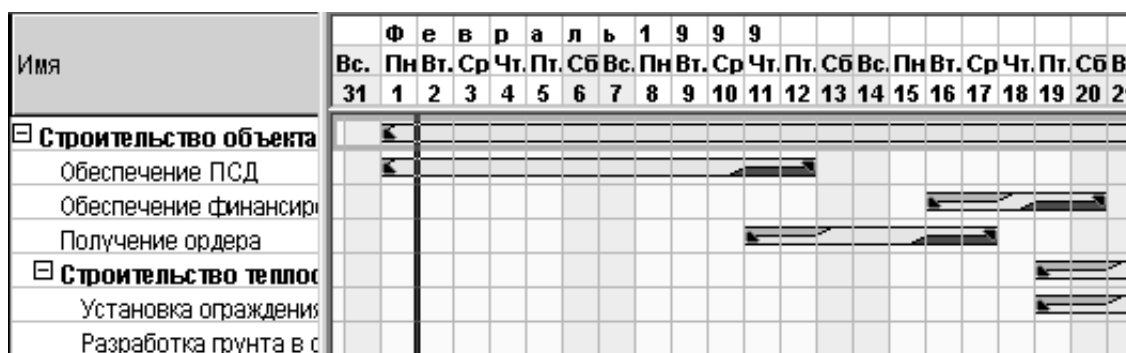 Февраль 1999
Имя
Вс. Пн Вт. Ср Чт. Пт. Сб Вс. Пн Вт. Ср Чт. Пт. Сб Вс. Пн Вт. Ср Чт. Пт. Сб В
31 1 2 3 4 5 6 7 8 9 10 11 12 13 14 15 16 17 18 19 20
Строительство объекта
Обеспечение ПСД
Обеспечение финансир
Получение ордера
Строительство теплос
Установка ограждения
Разработка грунта в с